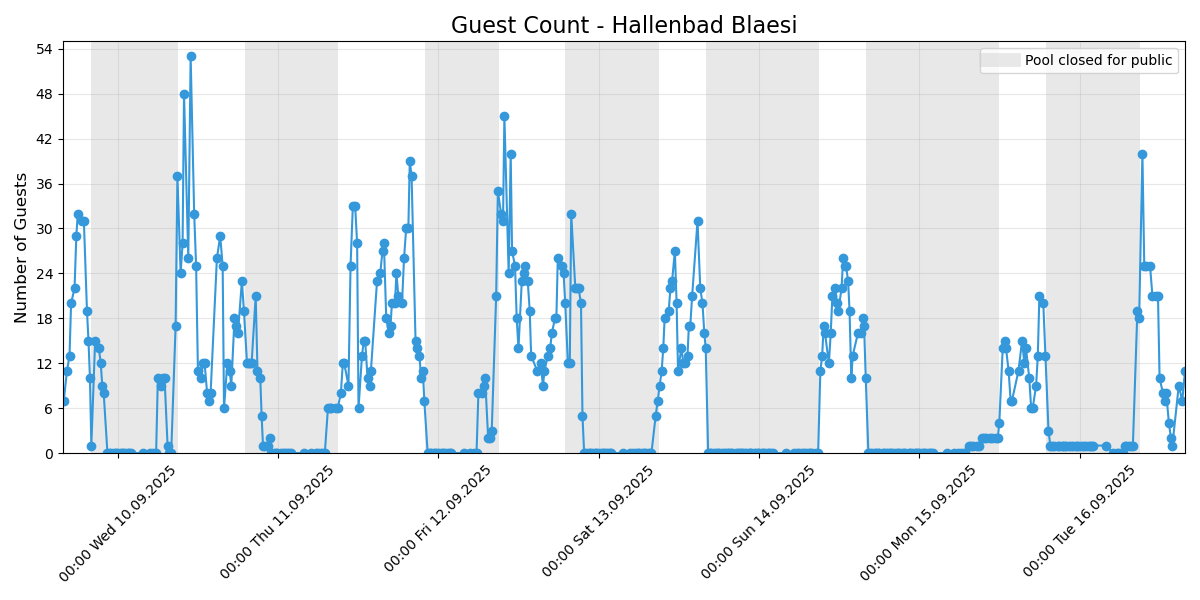 Guest Count - Hallenbad Blaesi
Pool closed for public
Number of Guests
54
48
42
36
30
24
18
12
6
0
00:00 Wed 10.09.2025
00:00 Thu 11.09.2025
00:00 Fri 12.09.2025
00:00 Sat 13.09.2025
00:00 Sun 14.09.2025
00:00 Mon 15.09.2025
00:00 Tue 16.09.2025